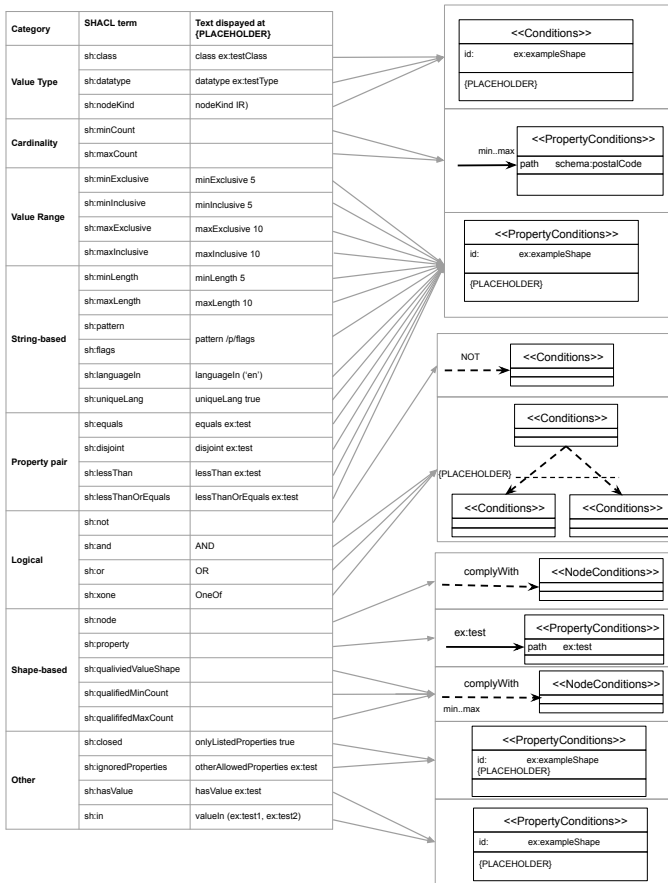 Category SHACL term Text dispayed at
{PLACEHOLDER}
Value Type
sh:class class ex:testClass
sh:datatype datatype ex:testType
sh:nodeKind nodeKind IR)
Cardinality
sh:minCount
sh:maxCount
Value Range
sh:minExclusive minExclusive 5
sh:minInclusive minInclusive 5
sh:maxExclusive maxExclusive 10
sh:maxInclusive maxInclusive 10
String-based
sh:minLength minLength 5
sh:maxLength maxLength 10
sh:pattern
pattern /p/flags
sh:flags
sh:languageIn languageIn ('en')
sh:uniqueLang uniqueLang true
Property pair
sh:equals equals ex:test
sh:disjoint disjoint ex:test
sh:lessThan lessThan ex:test
sh:lessThanOrEquals lessThanOrEquals ex:test
Logical
sh:not
sh:and AND
sh:or OR
sh:xone OneOf
Shape-based
sh:node
sh:property
sh:qualiviedValueShape
sh:qualifiedMinCount
sh:qualififedMaxCount
Other
sh:closed onlyListedProperties true
sh:ignoredProperties otherAllowedProperties ex:test
sh:hasValue hasValue ex:test
sh:in valueIn (ex:test1, ex:test2)
<<Conditions>>
id: ex:exampleShape
{PLACEHOLDER}
min..max
<<PropertyConditions>>
path schema:postalCode
<<PropertyConditions>>
id: ex:exampleShape
{PLACEHOLDER}
NOT
<<Conditions>>
<<Conditions>>
{PLACEHOLDER}
<<Conditions>> <<Conditions>>
complyWith
<<NodeConditions>>
ex:test
<<PropertyConditions>>
path ex:test
complyWith
<<NodeConditions>>
min..max
<<PropertyConditions>>
id: ex:exampleShape
{PLACEHOLDER}
<<PropertyConditions>>
id: ex:exampleShape
{PLACEHOLDER}